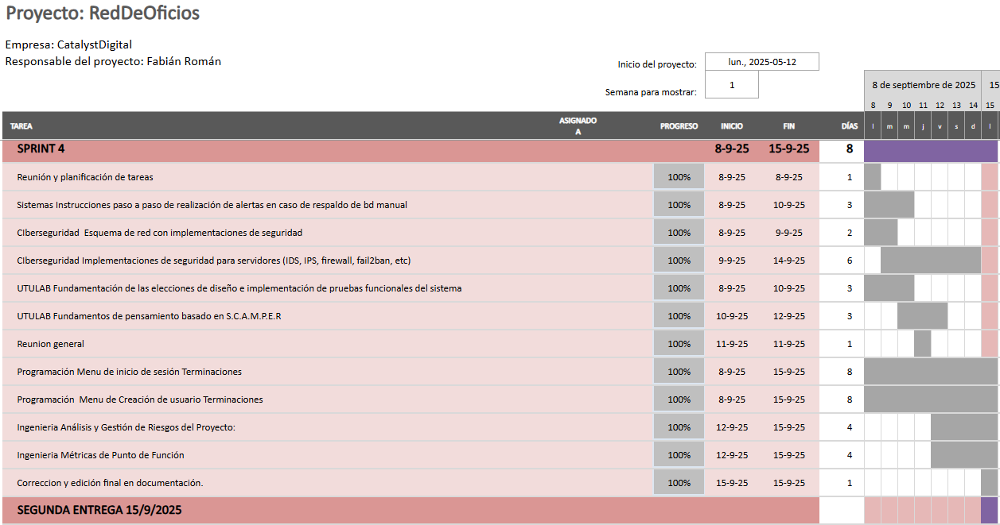 Proyecto: RedDeOficios
Empresa: CatalystDigital
Responsable del proyecto: Fabián Román
Inicio del proyecto: lun., 2025-05-12
Semana para mostrar: 1
8 de septiembre de 2025 15
8 9 10 11 12 13 14 15
TAREA ASIGNADO A PROGRESO INICIO FIN DÍAS l m m j v s d l
SPRINT 4 8-9-25 15-9-25 8
Reunión y planificación de tareas 100% 8-9-25 8-9-25 1
Sistemas Instrucciones paso a paso de realización de alertas en caso de respaldo de bd manual 100% 8-9-25 10-9-25 3
CIberseguridad  Esquema de red con implementaciones de seguridad 100% 8-9-25 9-9-25 2
CIberseguridad Implementaciones de seguridad para servidores (IDS, IPS, firewall, fail2ban, etc) 100% 9-9-25 14-9-25 6
UTULAB Fundamentación de las elecciones de diseño e implementación de pruebas funcionales del sistema 100% 8-9-25 10-9-25 3
UTULAB Fundamentos de pensamiento basado en S.C.A.M.P.E.R 100% 10-9-25 12-9-25 3
Reunion general 100% 11-9-25 11-9-25 1
Programación Menu de inicio de sesión Terminaciones 100% 8-9-25 15-9-25 8
Programación  Menu de Creación de usuario Terminaciones 100% 8-9-25 15-9-25 8
Ingenieria Análisis y Gestión de Riesgos del Proyecto: 100% 12-9-25 15-9-25 4
Ingenieria Métricas de Punto de Función 100% 12-9-25 15-9-25 4
Correccion y edición final en documentación. 100% 15-9-25 15-9-25 1
SEGUNDA ENTREGA 15/9/2025